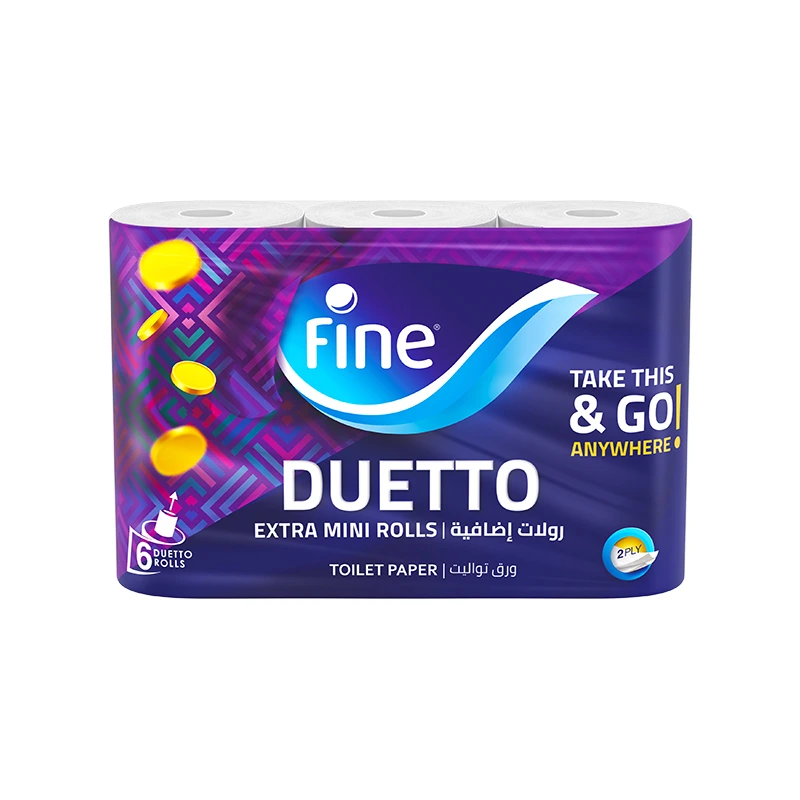 fine®
TAKE THIS
& GO!
ANYWHERE
DUETTO
EXTRA MINI ROLLS | رولات إضافية
TOILET PAPER | ورق تواليت
6 DUETTO
ROLLS
2 PLY